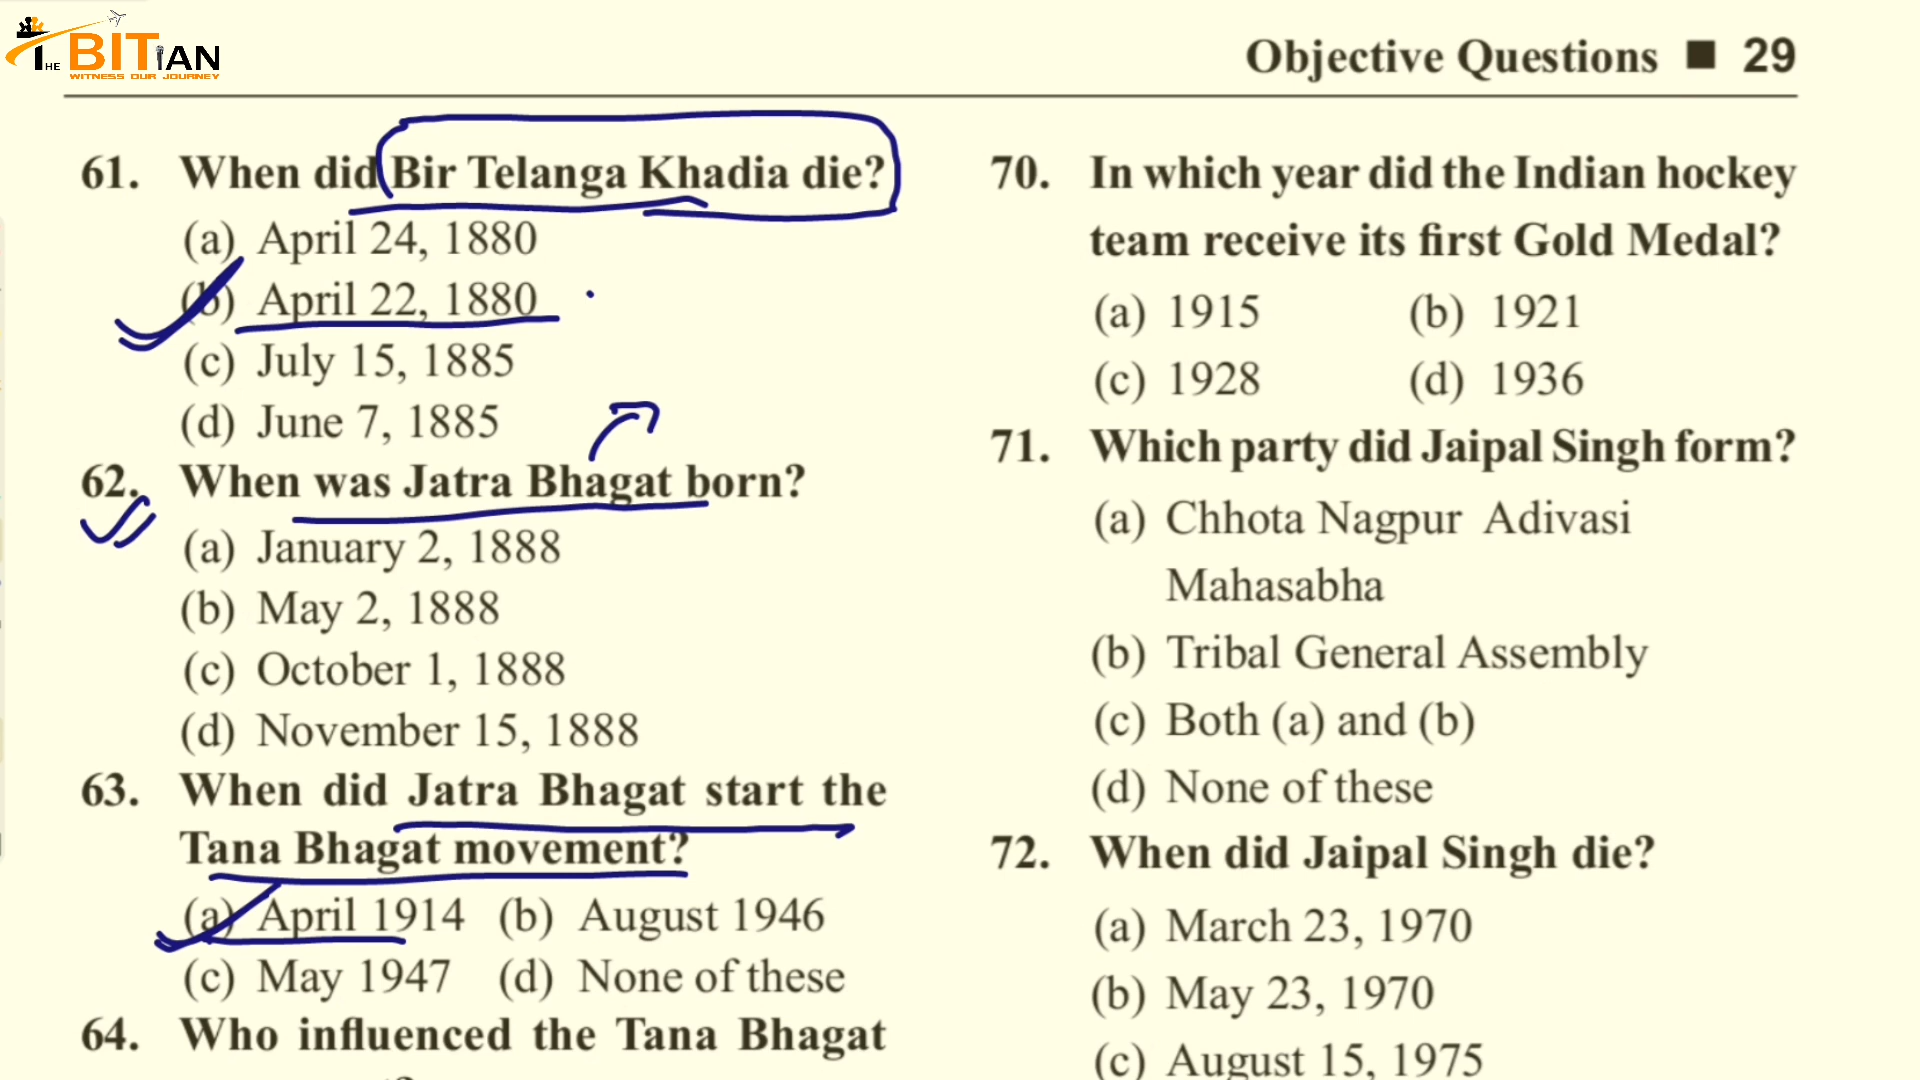 THE BITIAN
WITNESS OUR JOURNEY
Objective Questions ■ 29
61. When did Bir Telanga Khadia die?
(a) April 24, 1880
(b) April 22, 1880
(c) July 15, 1885
(d) June 7, 1885
62. When was Jatra Bhagat born?
(a) January 2, 1888
(b) May 2, 1888
(c) October 1, 1888
(d) November 15, 1888
63. When did Jatra Bhagat start the
Tana Bhagat movement?
(a) April 1914 (b) August 1946
(c) May 1947 (d) None of these
64. Who influenced the Tana Bhagat
70. In which year did the Indian hockey
team receive its first Gold Medal?
(a) 1915 (b) 1921
(c) 1928 (d) 1936
71. Which party did Jaipal Singh form?
(a) Chhota Nagpur Adivasi
Mahasabha
(b) Tribal General Assembly
(c) Both (a) and (b)
(d) None of these
72. When did Jaipal Singh die?
(a) March 23, 1970
(b) May 23, 1970
(c) August 15, 1975